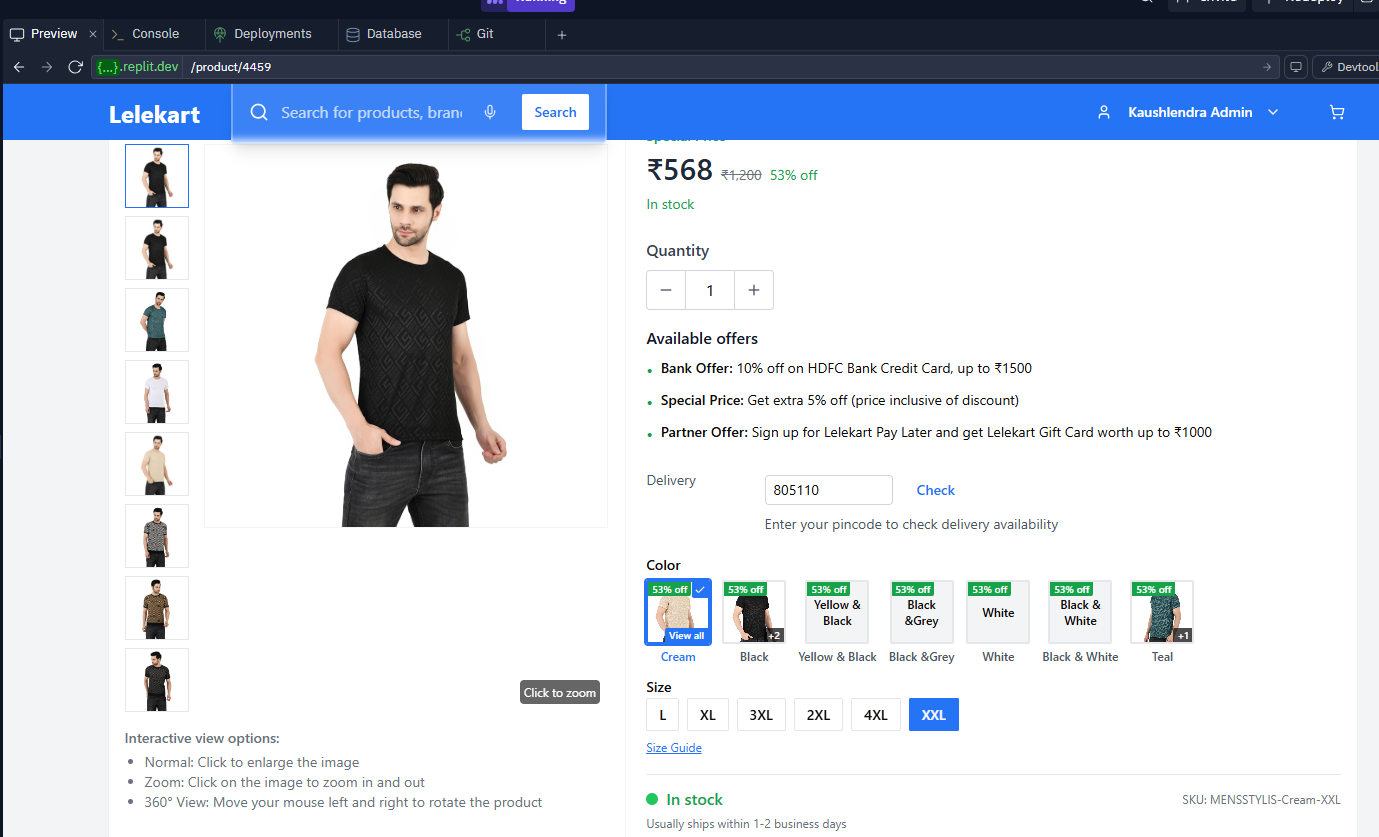 Running
Invite
Redeploy
Preview
Console
Deployments
Database
Git
{...}.replit.dev /product/4459
Devtool
Lelekart
Search for products, bran
Search
Kaushlendra Admin
Special Price
₹568 ₹1,200 53% off
In stock
Quantity
1
Available offers
Bank Offer: 10% off on HDFC Bank Credit Card, up to ₹1500
Special Price: Get extra 5% off (price inclusive of discount)
Partner Offer: Sign up for Lelekart Pay Later and get Lelekart Gift Card worth up to ₹1000
Delivery
805110
Check
Enter your pincode to check delivery availability
Color
53% off
View all
Cream
53% off
+2
Black
53% off
Yellow &
Black
Yellow & Black
53% off
Black
&Grey
Black &Grey
53% off
White
White
53% off
Black &
White
Black & White
53% off
+1
Teal
Size
L XL 3XL 2XL 4XL XXL
Size Guide
In stock
SKU: MENSSTYLIS-Cream-XXL
Usually ships within 1-2 business days
Click to zoom
Interactive view options:
Normal: Click to enlarge the image
Zoom: Click on the image to zoom in and out
360° View: Move your mouse left and right to rotate the product